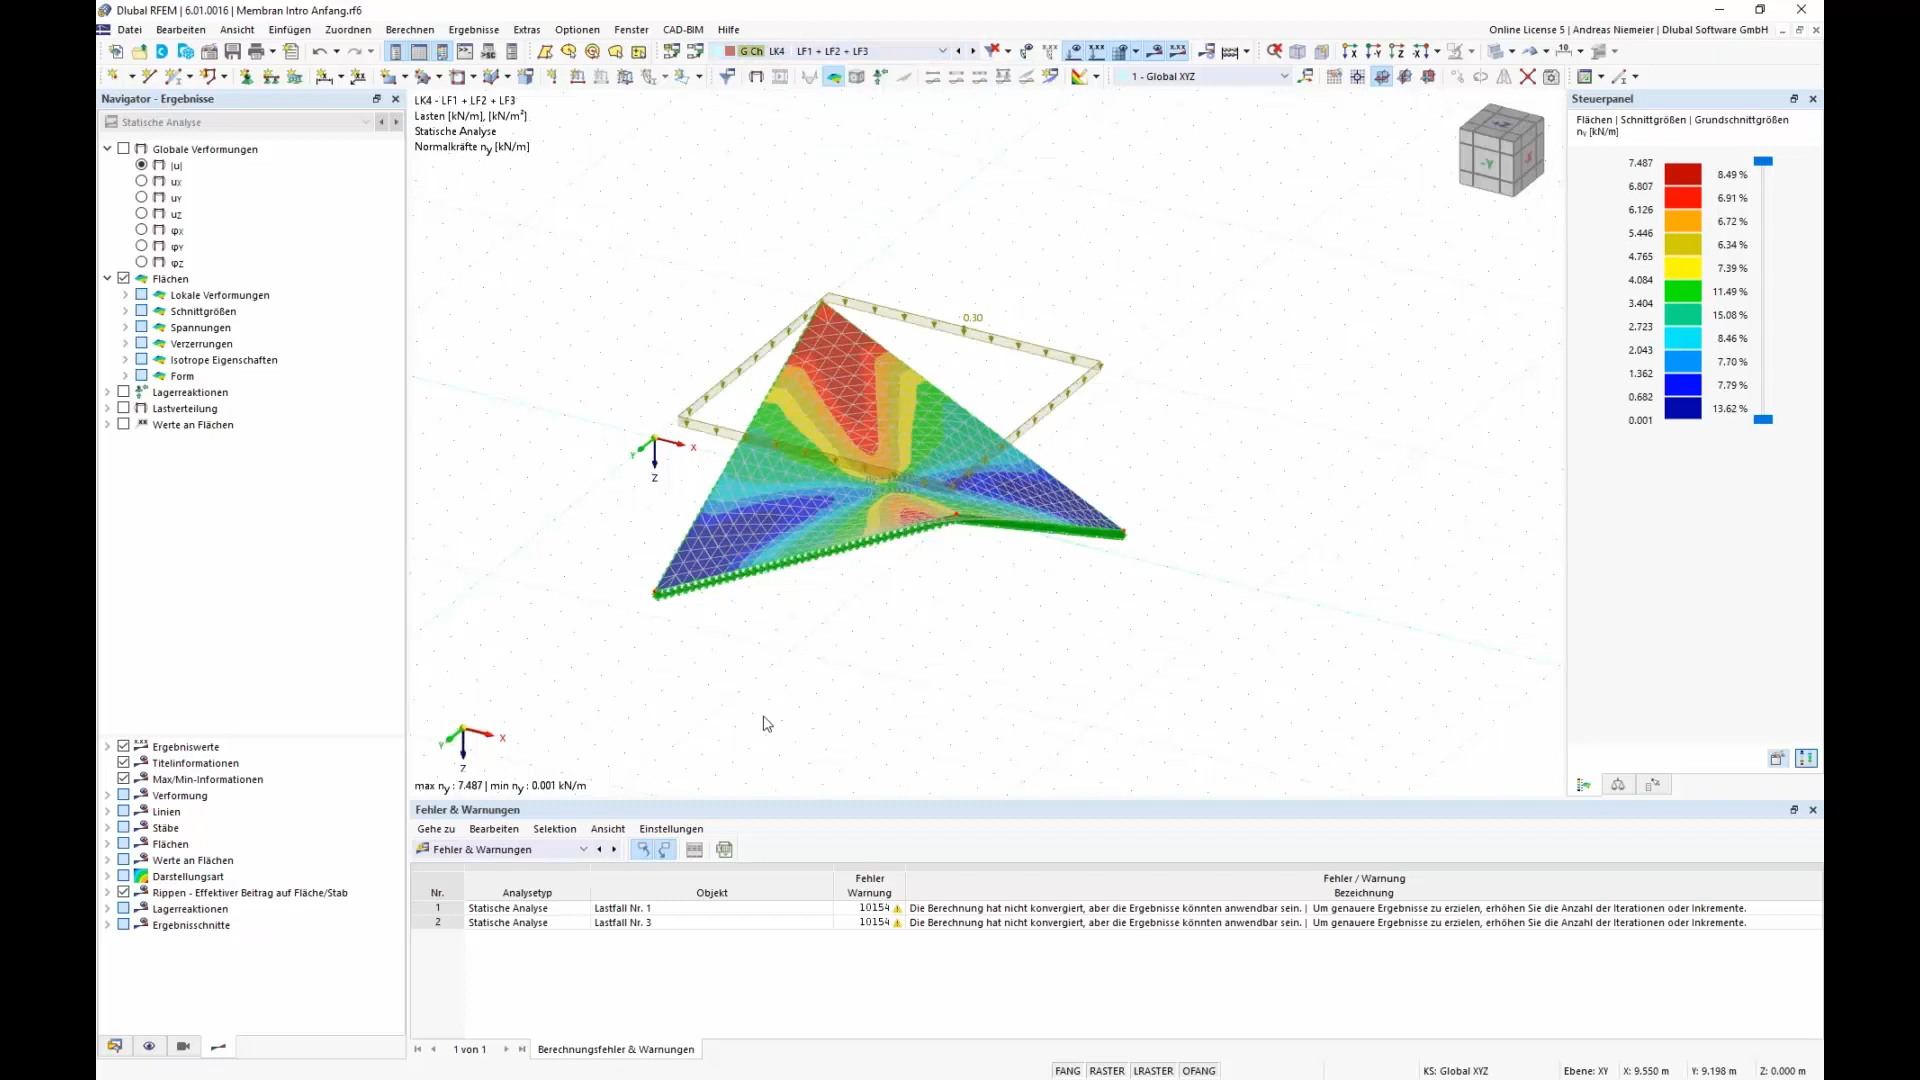 Dlubal RFEM | 6.01.0016 | Membran Intro Anfang.rf6
Datei Bearbeiten Ansicht Einfügen Zuordnen Berechnen Ergebnisse Extras Optionen Fenster CAD-BIM Hilfe
Online License 5 | Andreas Niemeier | Dlubal Software GmbH
G Ch LK4 LF1 + LF2 + LF3
1 - Global XYZ
Navigator - Ergebnisse
Statische Analyse
Globale Verformungen
|u|
uX
uY
uZ
φX
φY
φZ
Flächen
Lokale Verformungen
Schnittgrößen
Spannungen
Verzerrungen
Isotrope Eigenschaften
Form
Lagerreaktionen
Lastverteilung
Werte an Flächen
Ergebniswerte
Titelinformationen
Max/Min-Informationen
Verformung
Linien
Stäbe
Flächen
Werte an Flächen
Darstellungsart
Rippen - Effektiver Beitrag auf Fläche/Stab
Lagerreaktionen
Ergebnisschnitte
LK4 - LF1 + LF2 + LF3
Lasten [kN/m], [kN/m²]
Statische Analyse
Normalkräfte ny [kN/m]
0.30
X
Y
Z
X
Y
Z
-Y
max ny : 7.487 | min ny : 0.001 kN/m
Steuerpanel
Flächen | Schnittgrößen | Grundschnittgrößen
ny [kN/m]
7.487
8.49 %
6.807
6.91 %
6.126
6.72 %
5.446
6.34 %
4.765
7.39 %
4.084
11.49 %
3.404
15.08 %
2.723
8.46 %
2.043
7.70 %
1.362
7.79 %
0.682
13.62 %
0.001
Fehler & Warnungen
Gehe zu Bearbeiten Selektion Ansicht Einstellungen
Fehler & Warnungen
Nr. Analysetyp Objekt Fehler Warnung Fehler / Warnung Bezeichnung
1 Statische Analyse Lastfall Nr. 1 10154 Die Berechnung hat nicht konvergiert, aber die Ergebnisse könnten anwendbar sein. | Um genauere Ergebnisse zu erzielen, erhöhen Sie die Anzahl der Iterationen oder Inkremente.
2 Statische Analyse Lastfall Nr. 3 10154 Die Berechnung hat nicht konvergiert, aber die Ergebnisse könnten anwendbar sein. | Um genauere Ergebnisse zu erzielen, erhöhen Sie die Anzahl der Iterationen oder Inkremente.
1 von 1 Berechnungsfehler & Warnungen
FANG RASTER LRASTER OFANG KS: Global XYZ Ebene: XY X: 9.550 m Y: 9.198 m Z: 0.000 m